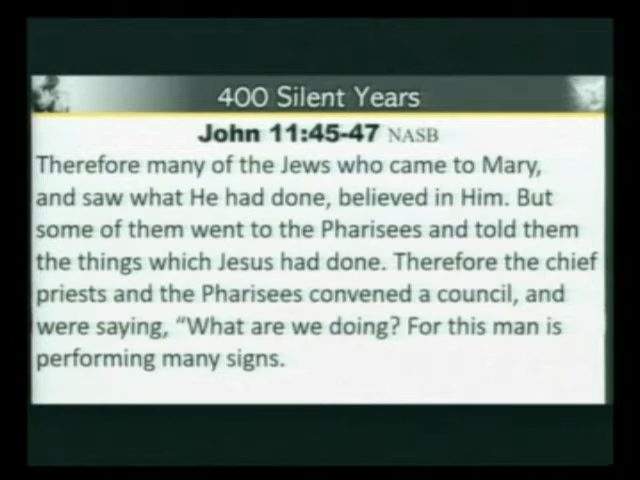 400 Silent Years
John 11:45-47 NASB
Therefore many of the Jews who came to Mary,
and saw what He had done, believed in Him. But
some of them went to the Pharisees and told them
the things which Jesus had done. Therefore the chief
priests and the Pharisees convened a council, and
were saying, “What are we doing? For this man is
performing many signs.